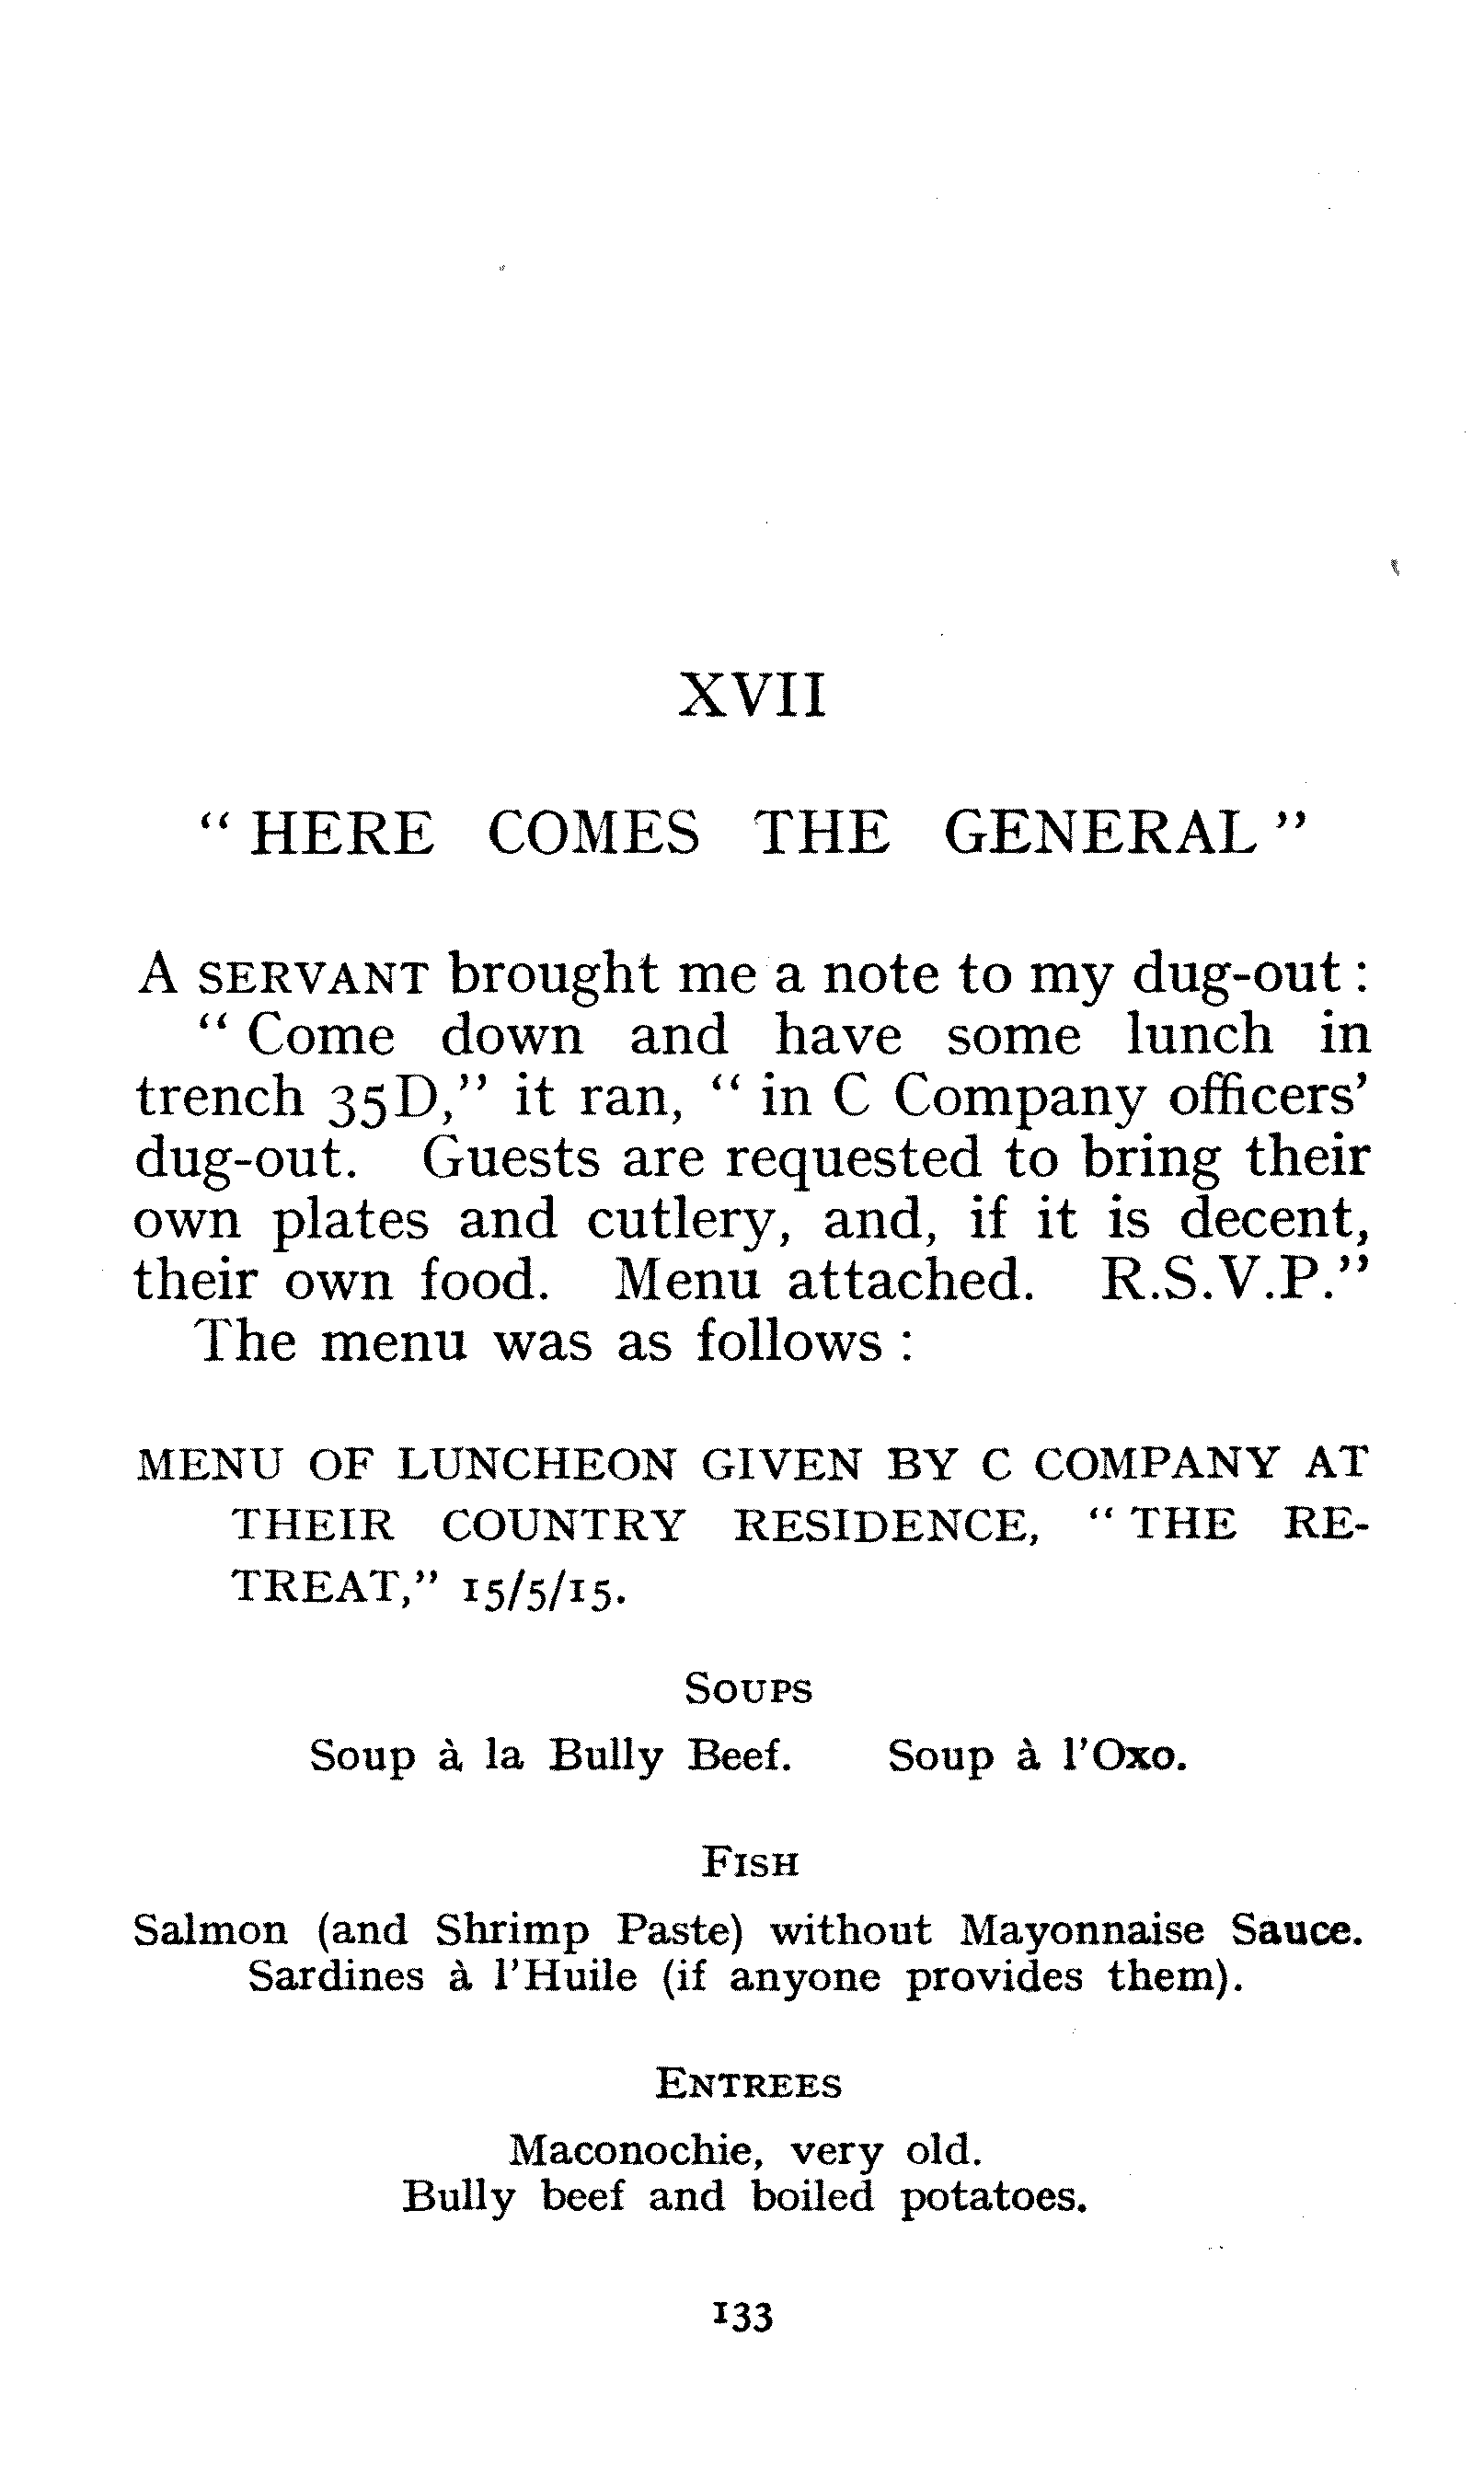 XVII
“ HERE COMES THE GENERAL ”
A SERVANT brought me a note to my dug-out :
“ Come down and have some lunch in
trench 35D,” it ran, “ in C Company officers’
dug-out. Guests are requested to bring their
own plates and cutlery, and, if it is decent,
their own food. Menu attached. R.S.V.P.”
The menu was as follows :
MENU OF LUNCHEON GIVEN BY C COMPANY AT
THEIR COUNTRY RESIDENCE, “ THE RE-
TREAT,” 15/5/15.
SOUPS
Soup à la Bully Beef. Soup à l’Oxo.
FISH
Salmon (and Shrimp Paste) without Mayonnaise Sauce.
Sardines à l’Huile (if anyone provides them).
ENTREES
Maconochie, very old.
Bully beef and boiled potatoes.
133